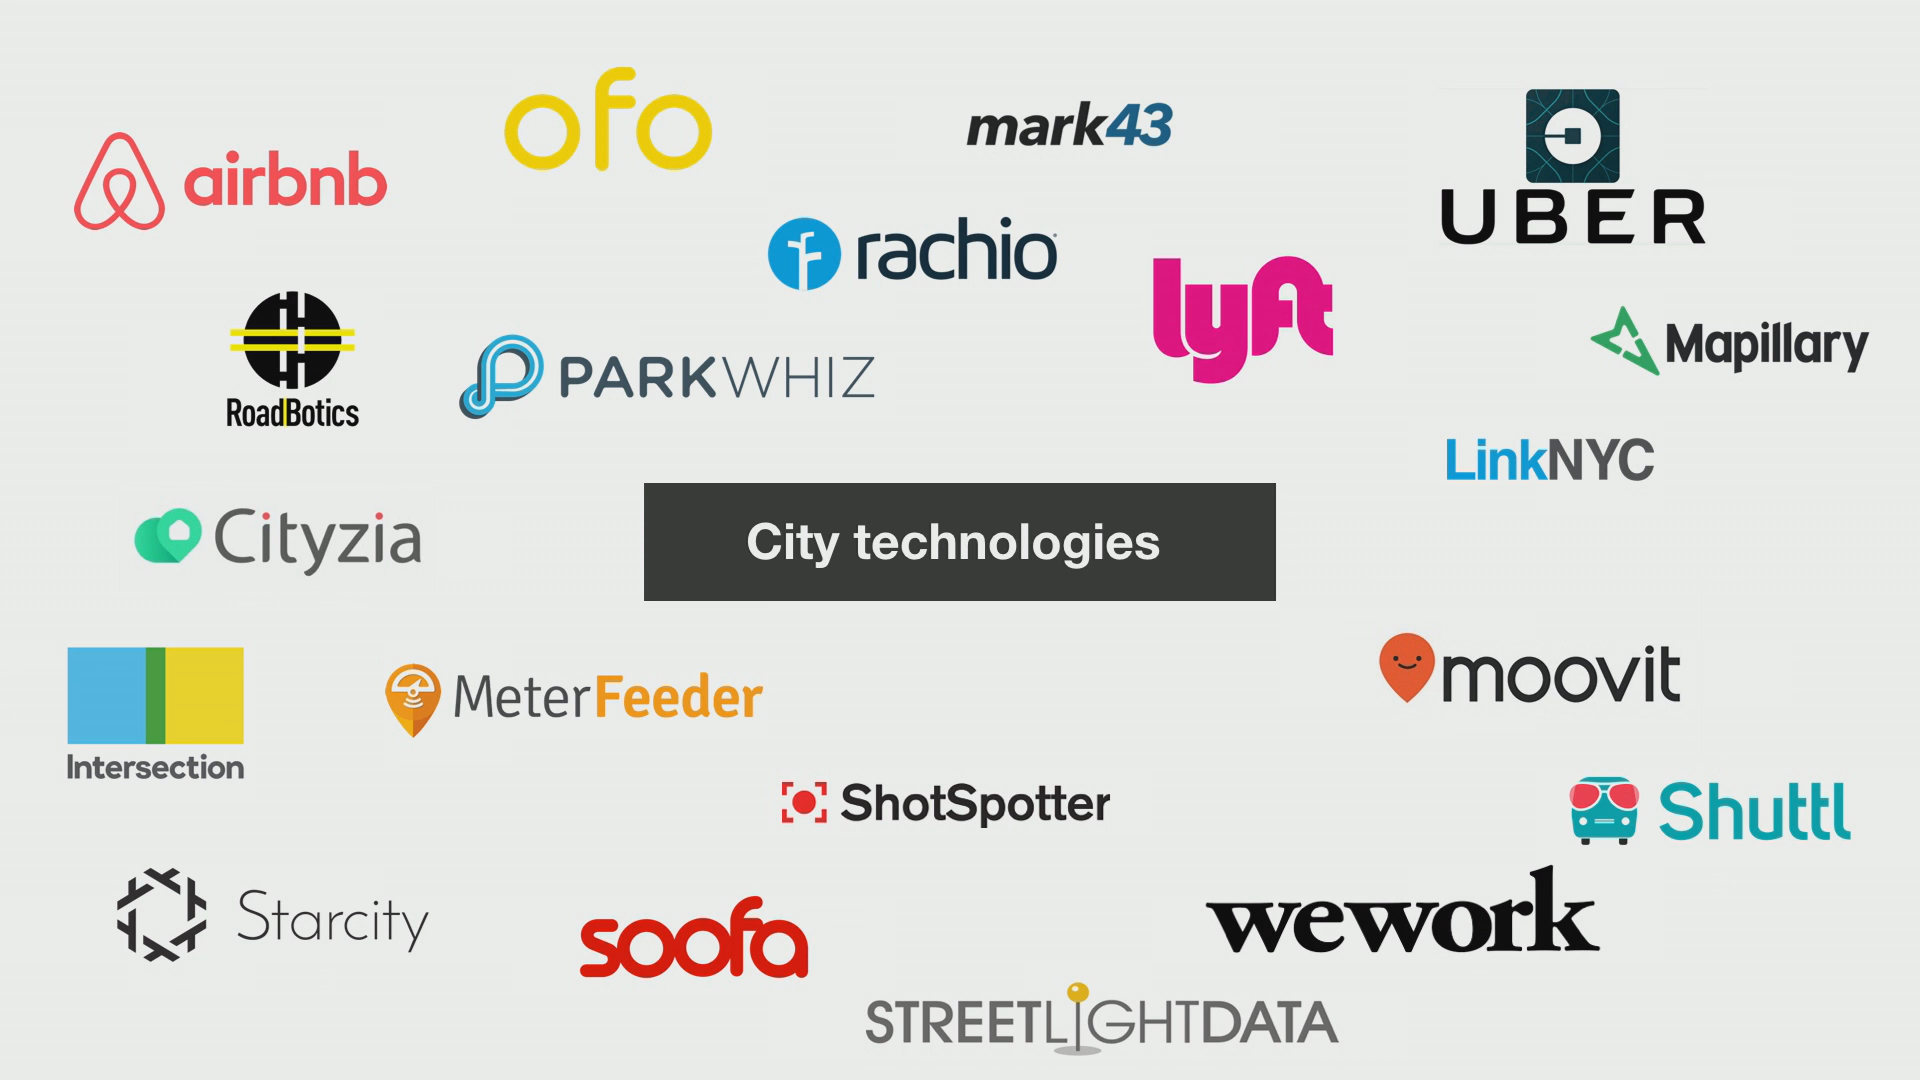 ofo
mark43
airbnb
UBER
rachio
lyft
Mapillary
PARKWHIZ
RoadBotics
LinkNYC
Cityzia
City technologies
moovit
MeterFeeder
Intersection
ShotSpotter
Shuttl
Starcity
soofa
wework
STREETLIGHTDATA